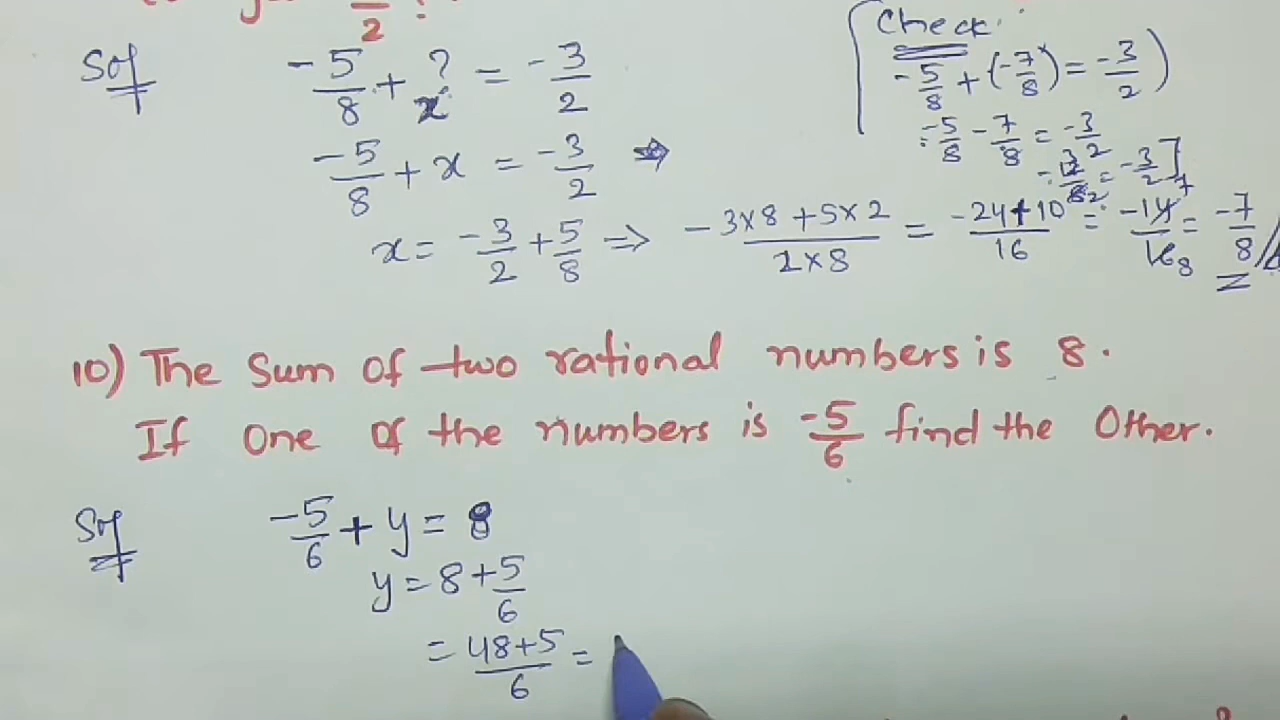 2 ?
Sol -5/8 + ?/x = -3/2
Check:
-5/8 + (-7/8) = -3/2)
= -5/8 - 7/8 = -3/2
-5/8 + x = -3/2 ⇒
x = -3/2 + 5/8 ⇒ -3×8 + 5×2 / 2×8 = -24+10 / 16 = -14/16 8 = -7/8
10) The Sum of two rational numbers is 8.
If One of the numbers is -5/6 find the Other.
Sol -5/6 + y = 8
y = 8 + 5/6
= 48+5 / 6 =